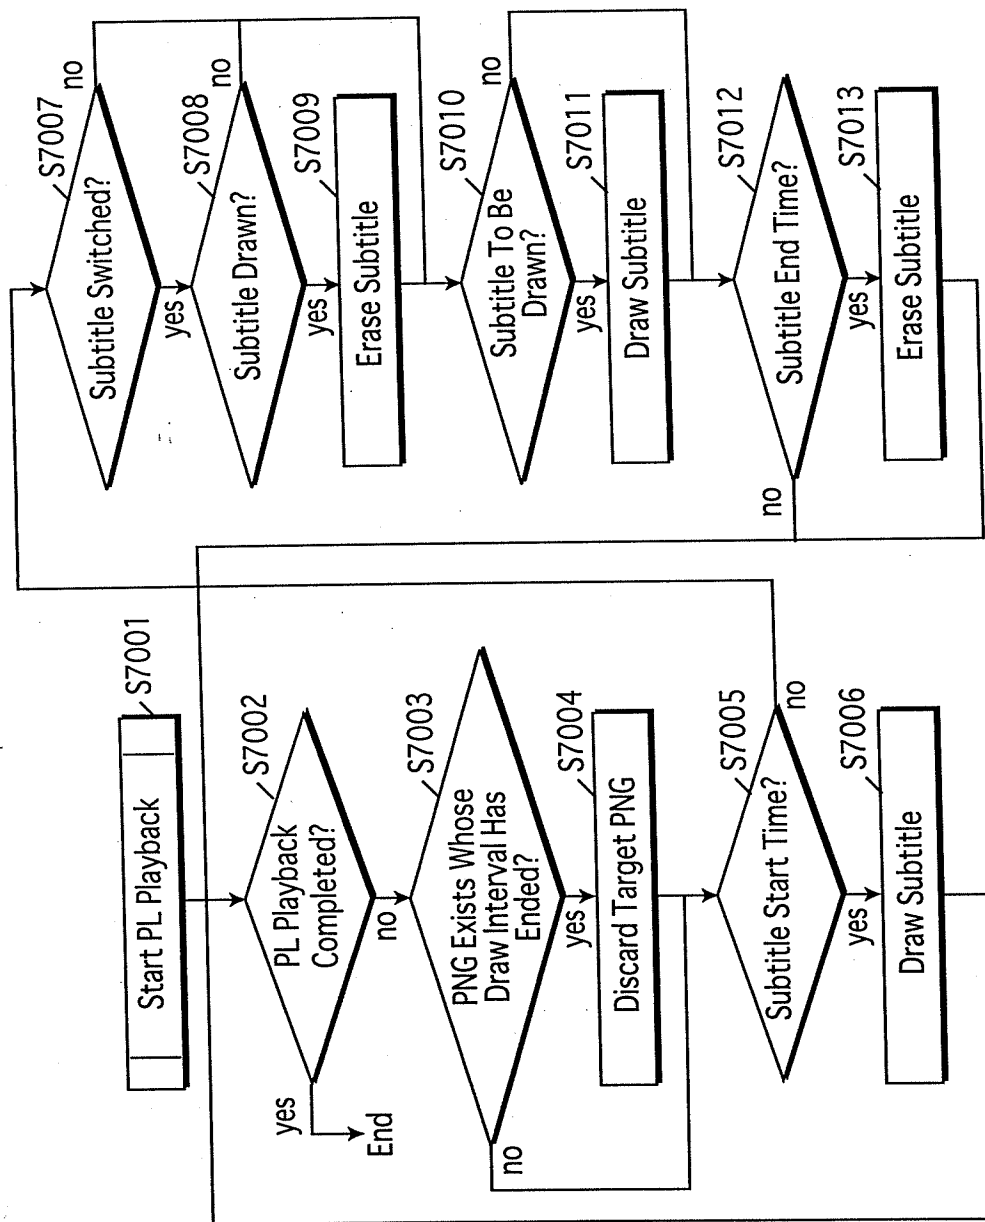 Start PL Playback
S7001
PL Playback
Completed?
S7002
yes
End
no
PNG Exists Whose
Draw Interval Has
Ended?
S7003
no
yes
Discard Target PNG
S7004
Subtitle Start Time?
S7005
no
yes
Draw Subtitle
S7006
Subtitle Switched?
S7007
no
yes
Subtitle Drawn?
S7008
no
yes
Erase Subtitle
S7009
Subtitle To Be
Drawn?
S7010
no
yes
Draw Subtitle
S7011
Subtitle End Time?
S7012
no
yes
Erase Subtitle
S7013